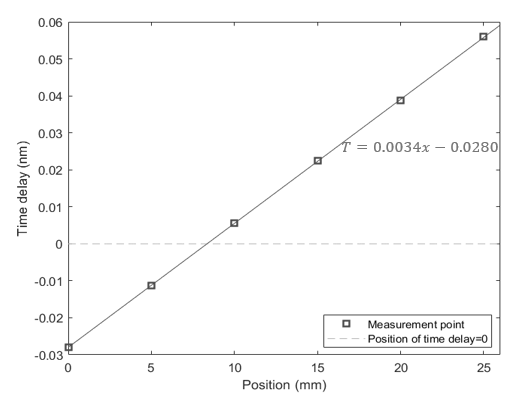 0.06
0.05
0.04
0.03
0.02
0.01
0
-0.01
-0.02
-0.03
Time delay (nm)
T = 0.0034x − 0.0280
Measurement point
Position of time delay=0
0 5 10 15 20 25
Position (mm)